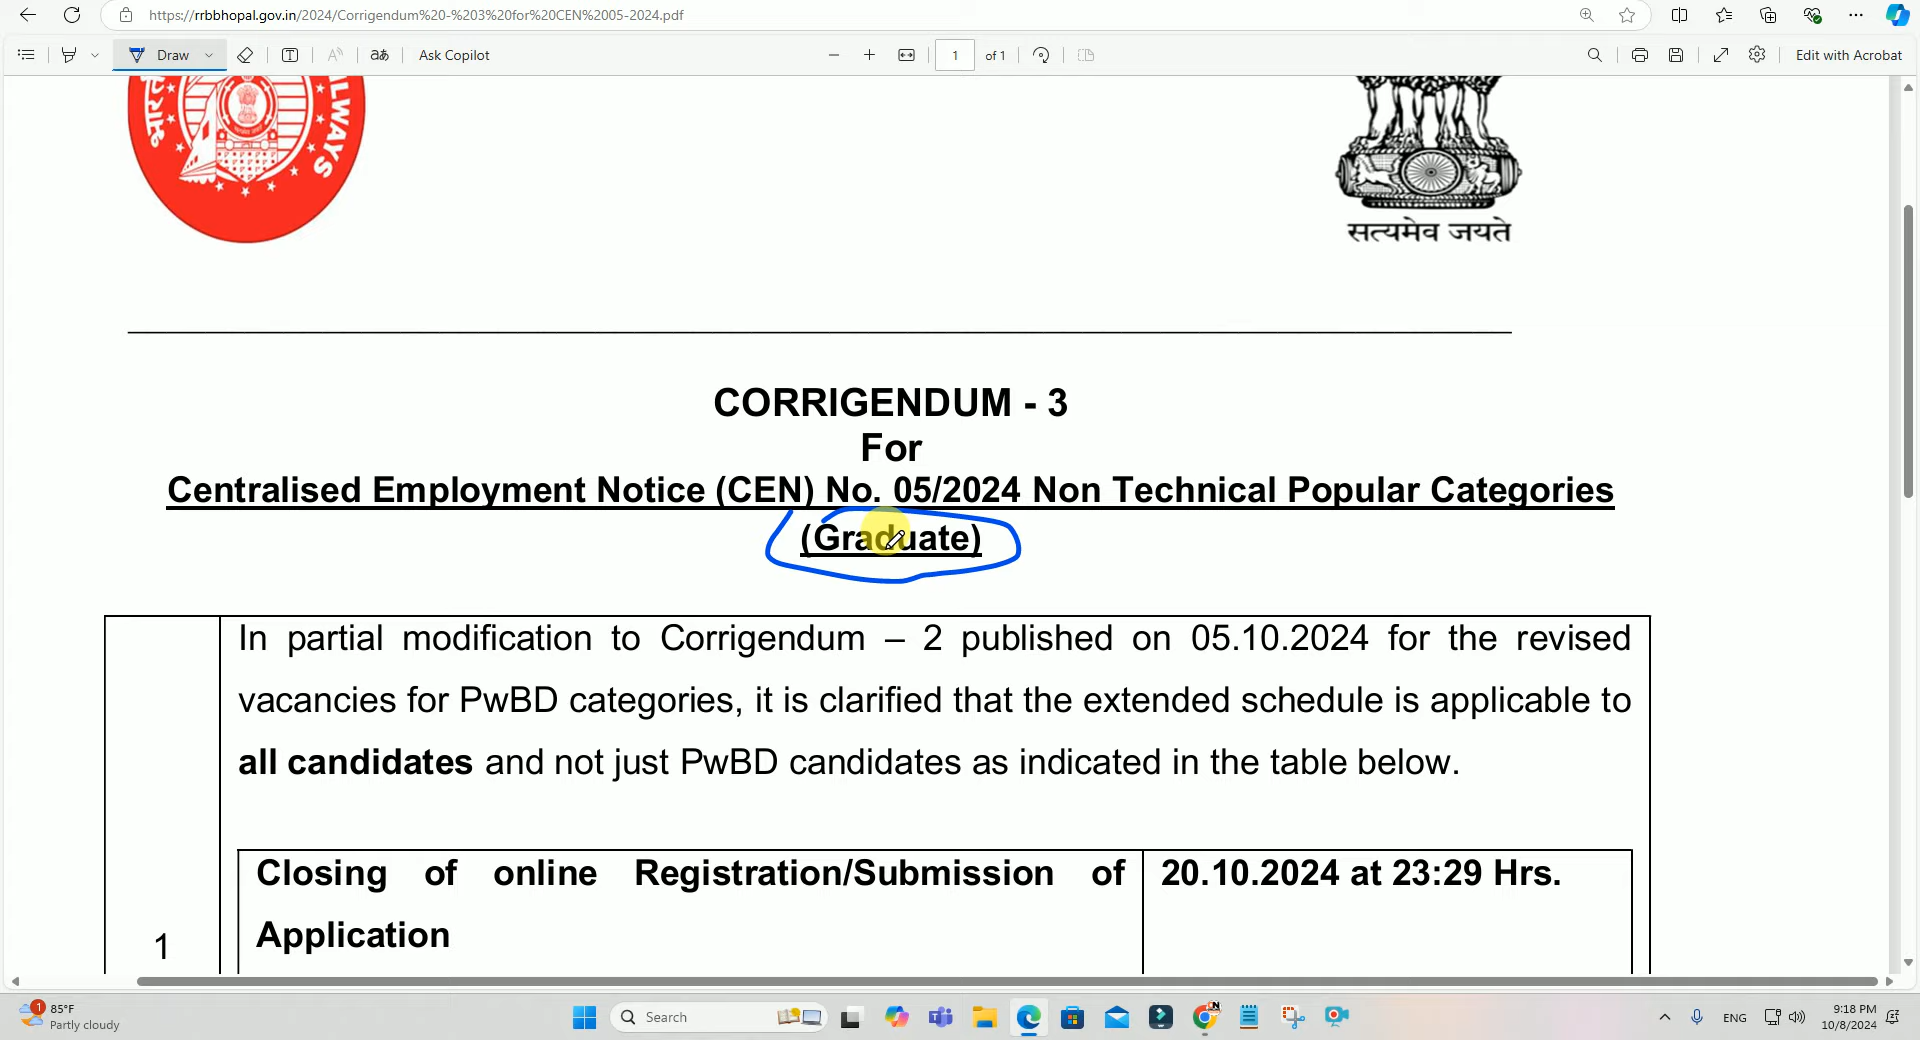 https://rrbbhopal.gov.in/2024/Corrigendum%20-%203%20for%20CEN%2005-2024.pdf
Draw
Ask Copilot
1 of 1
Edit with Acrobat
भारत
LWAYS
सत्यमेव जयते
CORRIGENDUM - 3
For
Centralised Employment Notice (CEN) No. 05/2024 Non Technical Popular Categories
(Graduate)
In partial modification to Corrigendum – 2 published on 05.10.2024 for the revised
vacancies for PwBD categories, it is clarified that the extended schedule is applicable to
all candidates and not just PwBD candidates as indicated in the table below.
Closing of online Registration/Submission of
20.10.2024 at 23:29 Hrs.
Application
1
1
85°F
Partly cloudy
Search
ENG
9:18 PM
10/8/2024